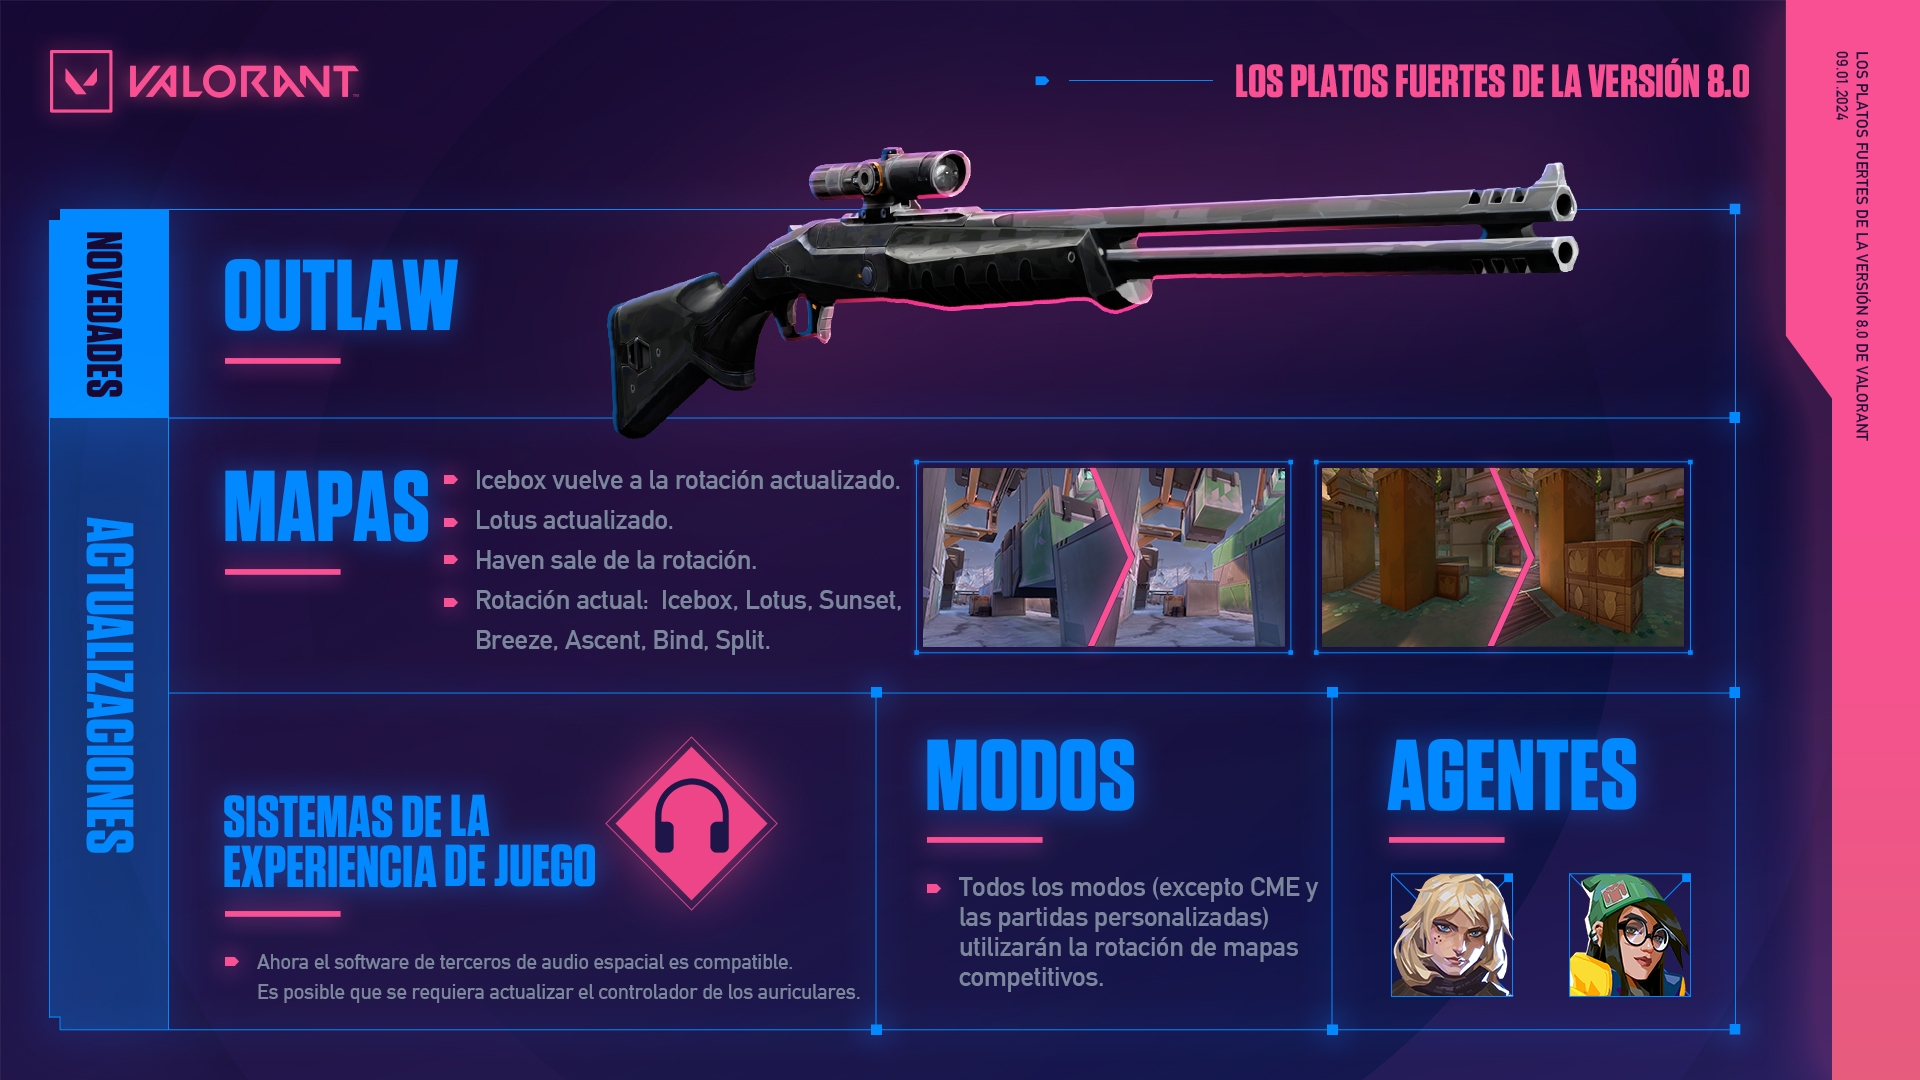 VALORANT
LOS PLATOS FUERTES DE LA VERSIÓN 8.0
LOS PLATOS FUERTES DE LA VERSIÓN 8.0 DE VALORANT
09.01.2024
NOVEDADES
OUTLAW
ACTUALIZACIONES
MAPAS
Icebox vuelve a la rotación actualizado.
Lotus actualizado.
Haven sale de la rotación.
Rotación actual: Icebox, Lotus, Sunset,
Breeze, Ascent, Bind, Split.
SISTEMAS DE LA
EXPERIENCIA DE JUEGO
Ahora el software de terceros de audio espacial es compatible.
Es posible que se requiera actualizar el controlador de los auriculares.
MODOS
Todos los modos (excepto CME y
las partidas personalizadas)
utilizarán la rotación de mapas
competitivos.
AGENTES